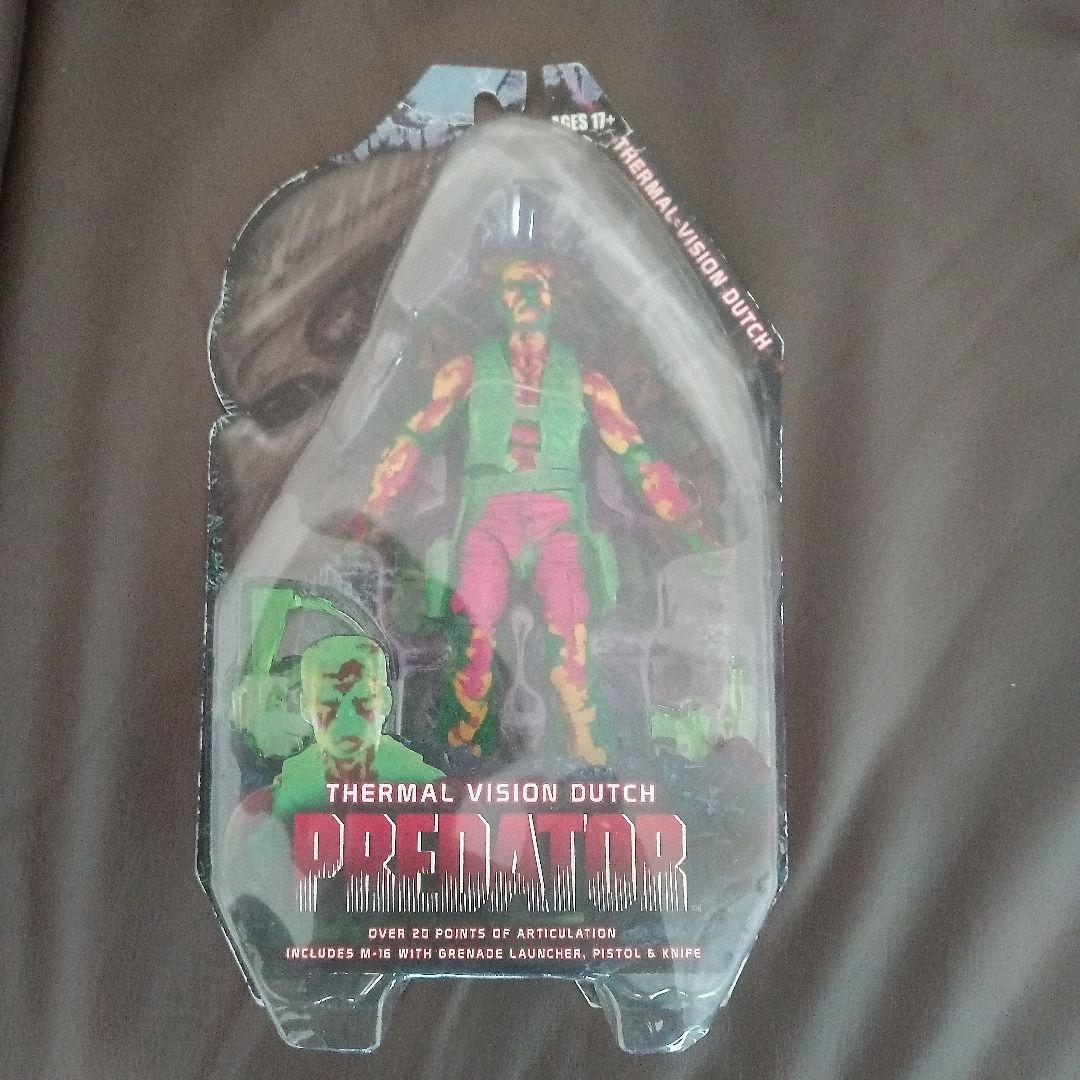 AGES 17+
THERMAL VISION DUTCH
THERMAL VISION DUTCH
PREDATOR™
OVER 20 POINTS OF ARTICULATION
INCLUDES M-16 WITH GRENADE LAUNCHER, PISTOL & KNIFE